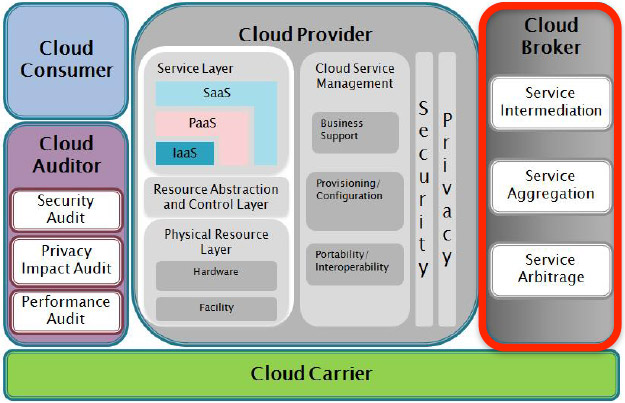 Cloud
Consumer
Cloud
Auditor
Security
Audit
Privacy
Impact Audit
Performance
Audit
Cloud Provider
Service Layer
SaaS
PaaS
IaaS
Resource Abstraction
and Control Layer
Physical Resource
Layer
Hardware
Facility
Cloud Service
Management
Business
Support
Provisioning/
Configuration
Portability/
Interoperability
Security
Privacy
Cloud
Broker
Service
Intermediation
Service
Aggregation
Service
Arbitrage
Cloud Carrier